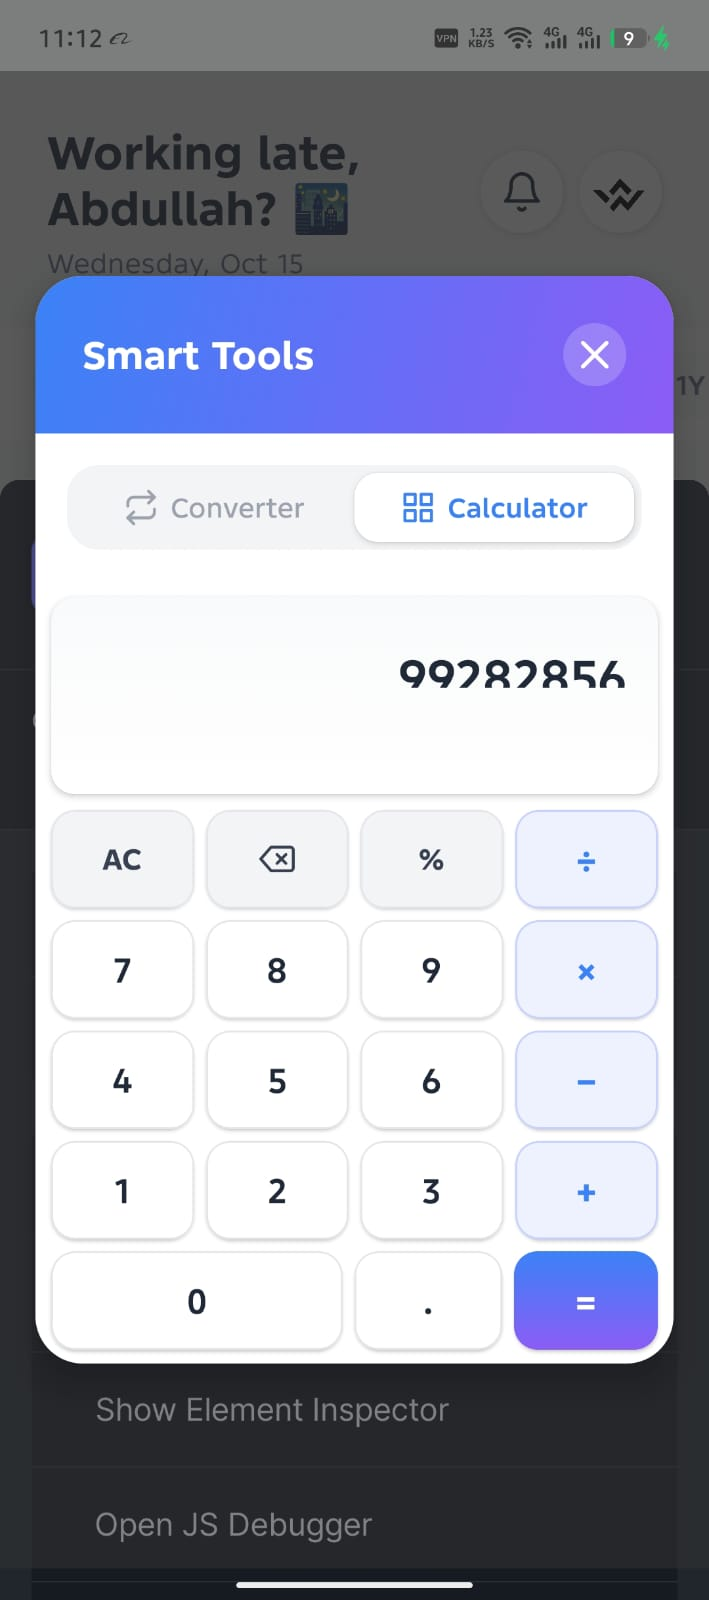 11:12
VPN 1.23 KB/S 4G 4G 9
Working late,
Abdullah? 🌃
Wednesday, Oct 15
Smart Tools
1Y
Converter Calculator
99282856
AC % ÷
7 8 9 ×
4 5 6 −
1 2 3 +
0 . =
Show Element Inspector
Open JS Debugger